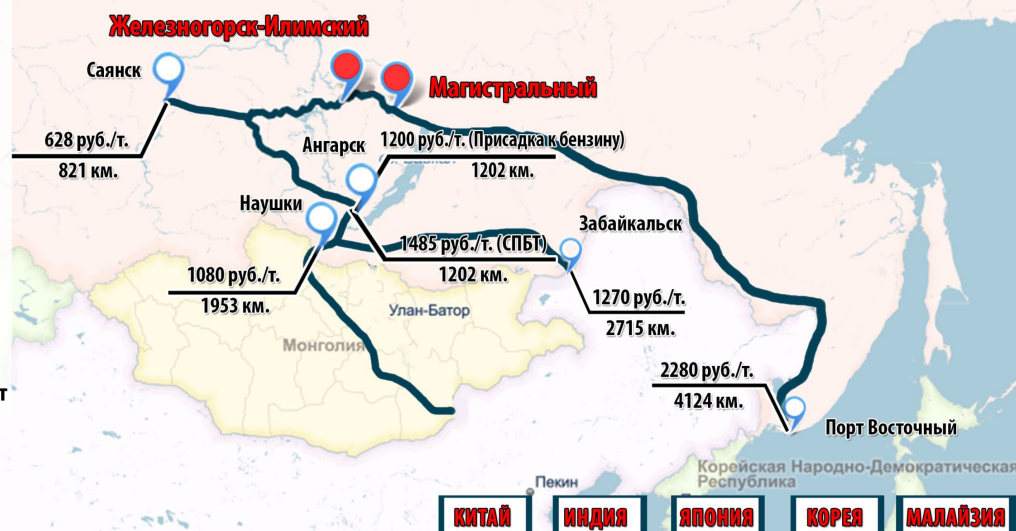 Железногорск-Илимский
Саянск
Магистральный
628 руб./т.
821 км.
Ангарск
1200 руб./т. (Присадка к бензину)
1202 км.
Наушки
Забайкальск
1485 руб./т. (СПБТ)
1202 км.
1080 руб./т.
1953 км.
1270 руб./т.
2715 км.
Улан-Батор
Монголия
2280 руб./т.
4124 км.
Порт Восточный
Корейская Народно-Демократическая
Республика
Пекин
КИТАЙ
ИНДИЯ
ЯПОНИЯ
КОРЕЯ
МАЛАЙЗИЯ